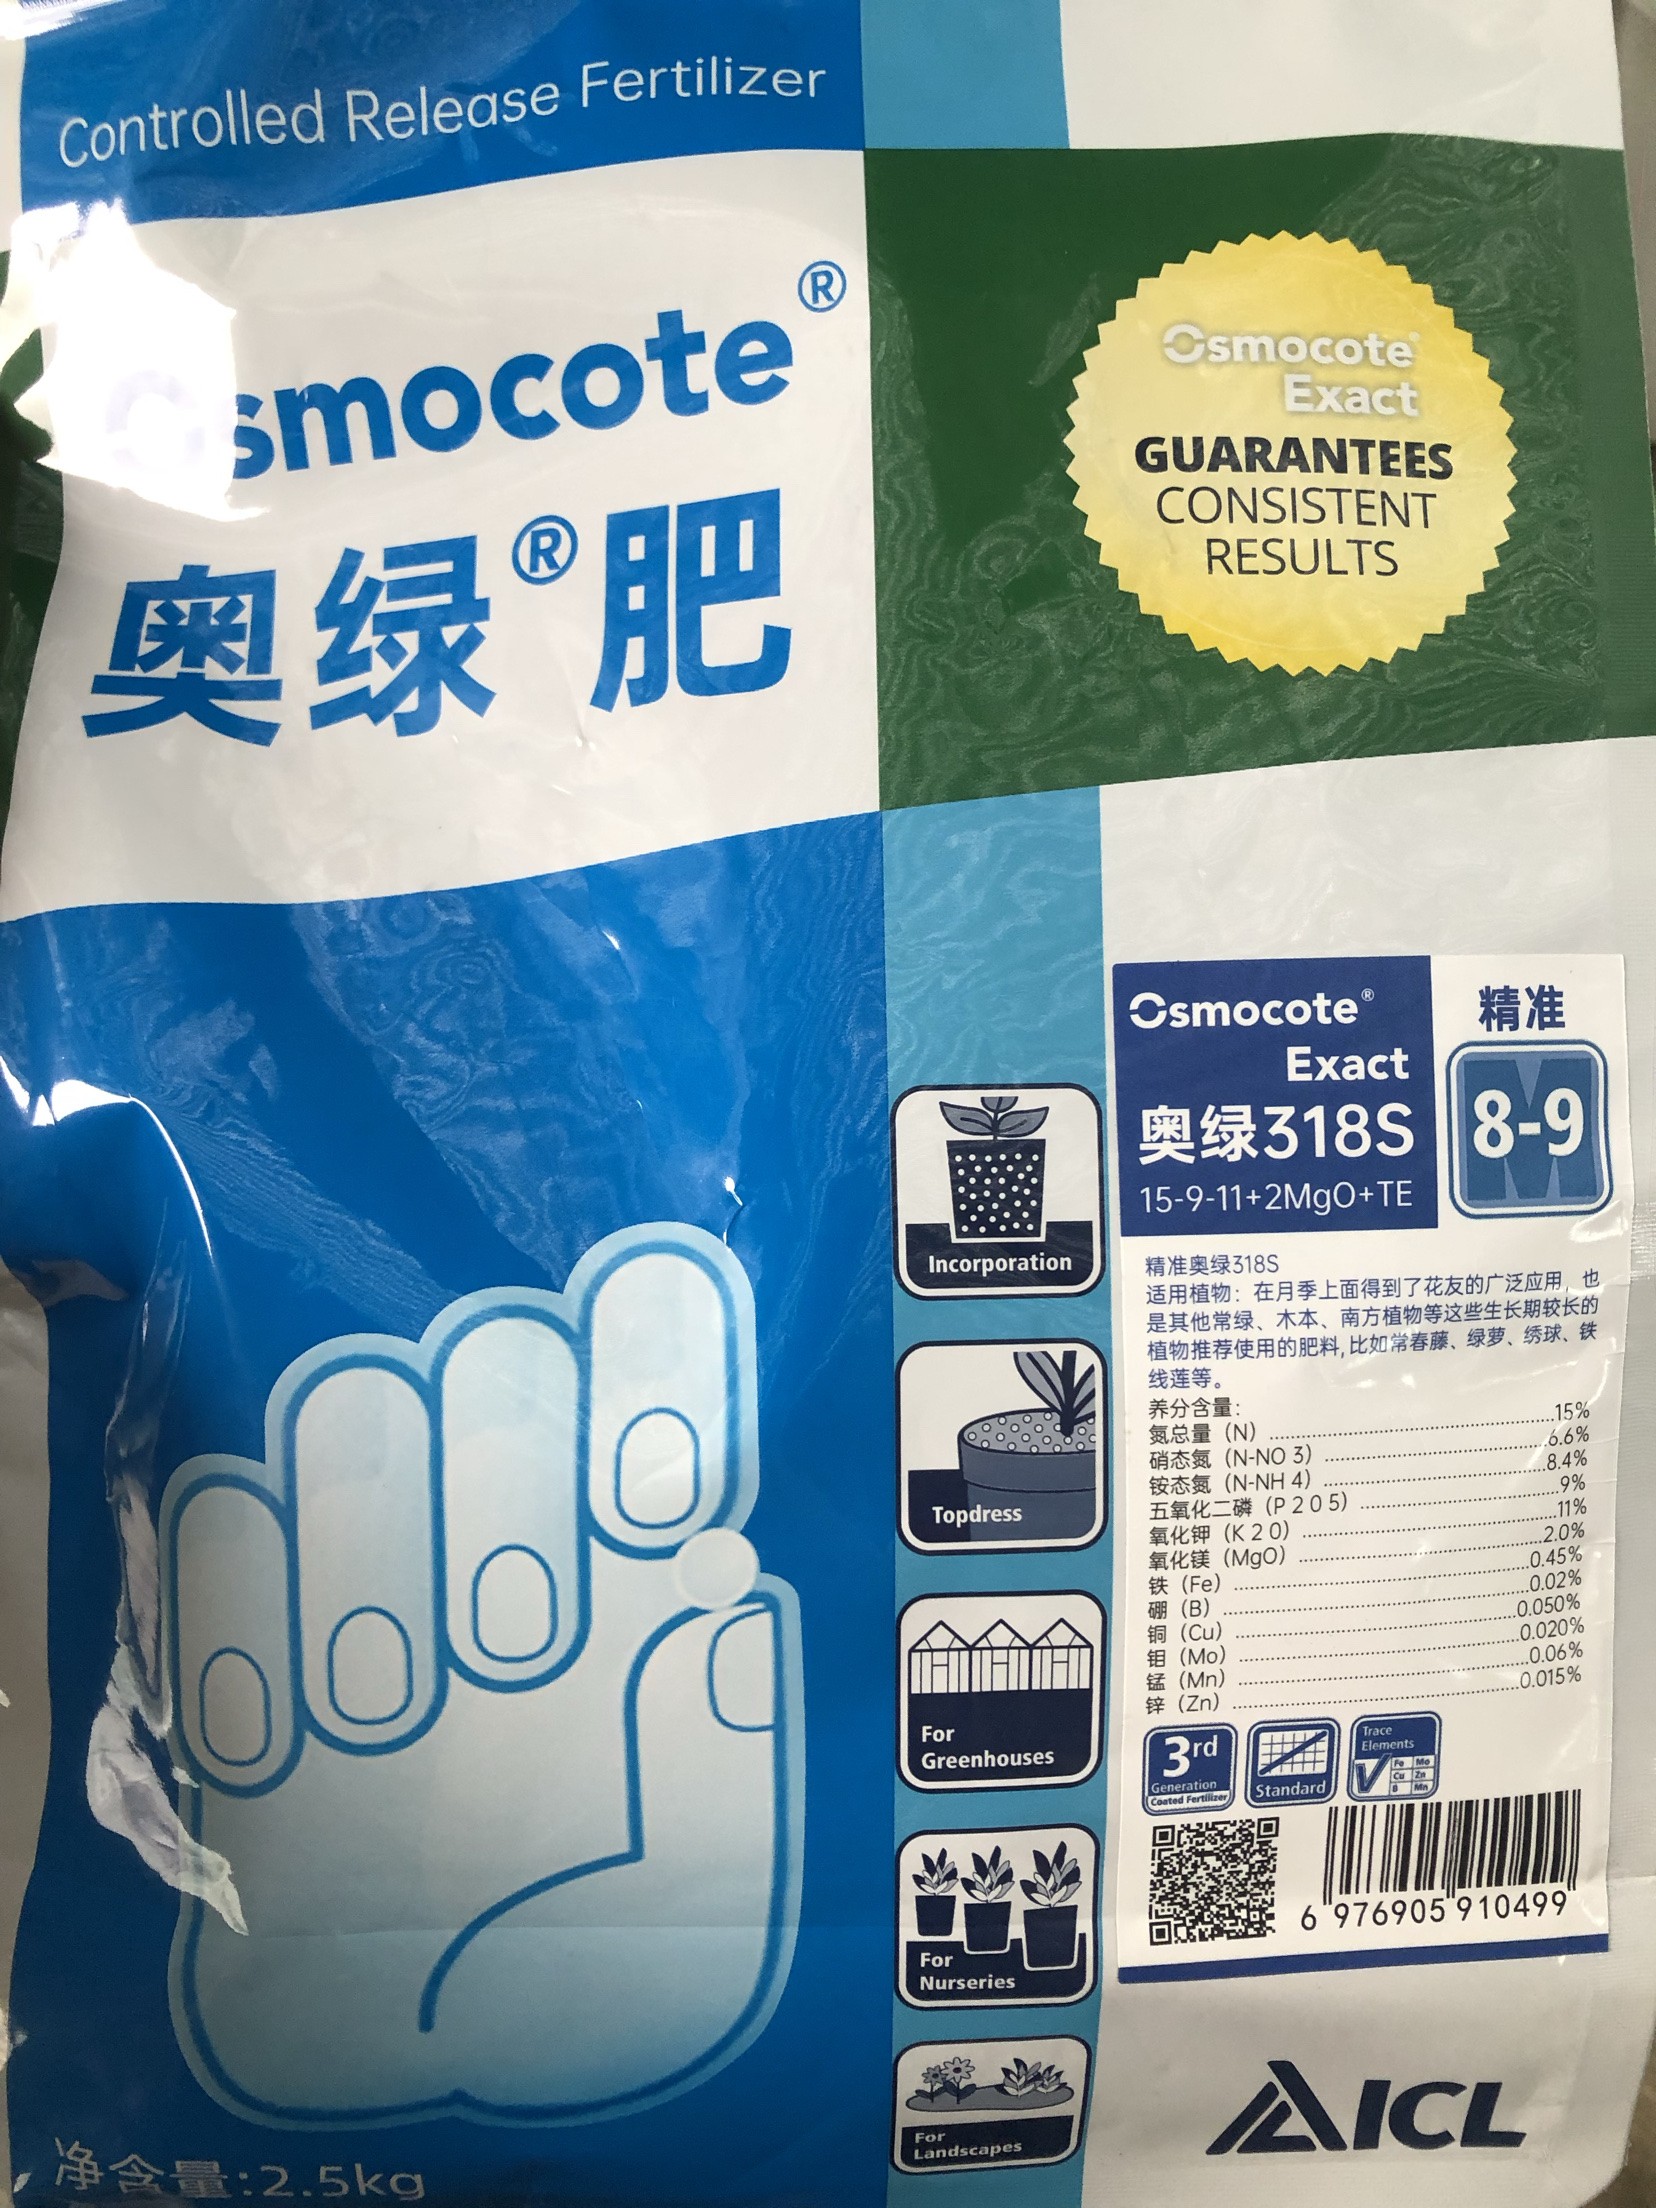 Controlled Release Fertilizer
Osmocote®
奥绿®肥
Osmocote®
Exact
GUARANTEES
CONSISTENT
RESULTS
Osmocote®
Exact
奥绿318S
15-9-11+2MgO+TE
精准
M
8-9
精准奥绿318S
适用植物：在月季上面得到了花友的广泛应用，也
是其他常绿、木本、南方植物等这些生长期较长的
植物推荐使用的肥料,比如常春藤、绿萝、绣球、铁
线莲等。
养分含量：
氮总量（N）15%
硝态氮（N-NO 3）6.6%
铵态氮（N-NH 4）8.4%
五氧化二磷（P 2 0 5）9%
氧化钾（K 2 0）11%
氧化镁（MgO）2.0%
铁（Fe）0.45%
硼（B）0.02%
铜（Cu）0.050%
钼（Mo）0.020%
锰（Mn）0.06%
锌（Zn）0.015%
3rd
Generation
Coated Fertilizer
Standard
Trace
Elements
Fe Mo
Cu Zn
B Mn
6 976905 910499
Incorporation
Topdress
For
Greenhouses
For
Nurseries
For
Landscapes
ICL
净含量:2.5kg